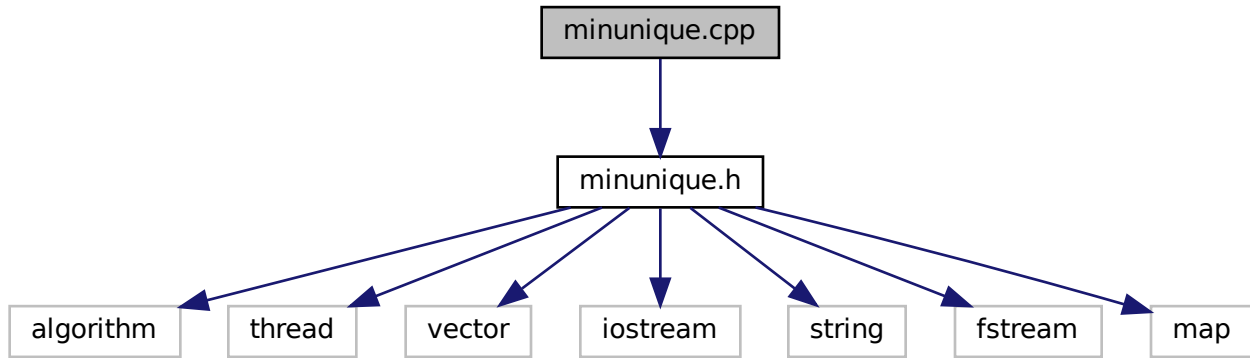 minunique.cpp
minunique.h
algorithm
thread
vector
iostream
string
fstream
map